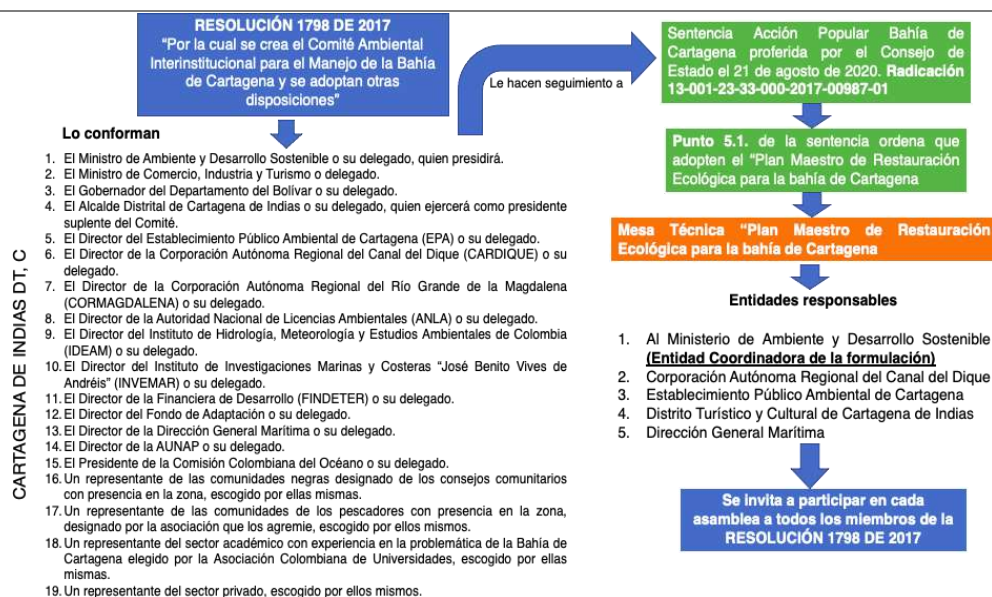 RESOLUCIÓN 1798 DE 2017
“Por la cual se crea el Comité Ambiental
Interinstitucional para el Manejo de la Bahía
de Cartagena y se adoptan otras
disposiciones”
Lo conforman
1. El Ministro de Ambiente y Desarrollo Sostenible o su delegado, quien presidirá.
2. El Ministro de Comercio, Industria y Turismo o delegado.
3. El Gobernador del Departamento del Bolívar o su delegado.
4. El Alcalde Distrital de Cartagena de Indias o su delegado, quien ejercerá como presidente
suplente del Comité.
5. El Director del Establecimiento Público Ambiental de Cartagena (EPA) o su delegado.
6. El Director de la Corporación Autónoma Regional del Canal del Dique (CARDIQUE) o su
delegado.
7. El Director de la Corporación Autónoma Regional del Río Grande de la Magdalena
(CORMAGDALENA) o su delegado.
8. El Director de la Autoridad Nacional de Licencias Ambientales (ANLA) o su delegado.
9. El Director del Instituto de Hidrología, Meteorología y Estudios Ambientales de Colombia
(IDEAM) o su delegado.
10. El Director del Instituto de Investigaciones Marinas y Costeras “José Benito Vives de
Andréis” (INVEMAR) o su delegado.
11. El Director de la Financiera de Desarrollo (FINDETER) o su delegado.
12. El Director del Fondo de Adaptación o su delegado.
13. El Director de la Dirección General Marítima o su delegado.
14. El Director de la AUNAP o su delegado.
15. El Presidente de la Comisión Colombiana del Océano o su delegado.
16. Un representante de las comunidades negras designado de los consejos comunitarios
con presencia en la zona, escogido por ellas mismas.
17. Un representante de las comunidades de los pescadores con presencia en la zona,
designado por la asociación que los agremie, escogido por ellos mismos.
18. Un representante del sector académico con experiencia en la problemática de la Bahía de
Cartagena elegido por la Asociación Colombiana de Universidades, escogido por ellas
mismas.
19. Un representante del sector privado, escogido por ellos mismos.
CARTAGENA DE INDIAS DT, C
Le hacen seguimiento a
Sentencia Acción Popular Bahía de
Cartagena proferida por el Consejo de
Estado el 21 de agosto de 2020. Radicación
13-001-23-33-000-2017-00987-01
Punto 5.1. de la sentencia ordena que
adopten el “Plan Maestro de Restauración
Ecológica para la bahía de Cartagena
Mesa Técnica “Plan Maestro de Restauración
Ecológica para la bahía de Cartagena
Entidades responsables
1. Al Ministerio de Ambiente y Desarrollo Sostenible
(Entidad Coordinadora de la formulación)
2. Corporación Autónoma Regional del Canal del Dique
3. Establecimiento Público Ambiental de Cartagena
4. Distrito Turístico y Cultural de Cartagena de Indias
5. Dirección General Marítima
Se invita a participar en cada
asamblea a todos los miembros de la
RESOLUCIÓN 1798 DE 2017